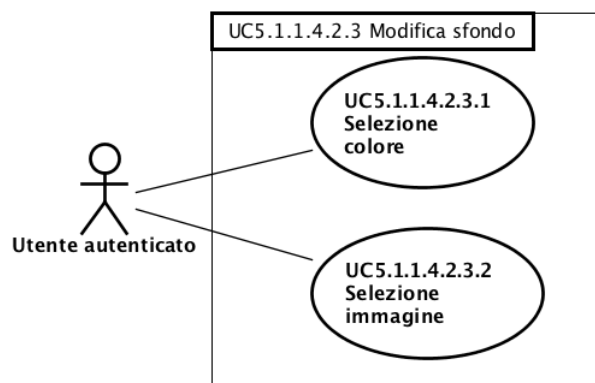 UC5.1.1.4.2.3 Modifica sfondo
UC5.1.1.4.2.3.1
Selezione
colore
Utente autenticato
UC5.1.1.4.2.3.2
Selezione
immagine